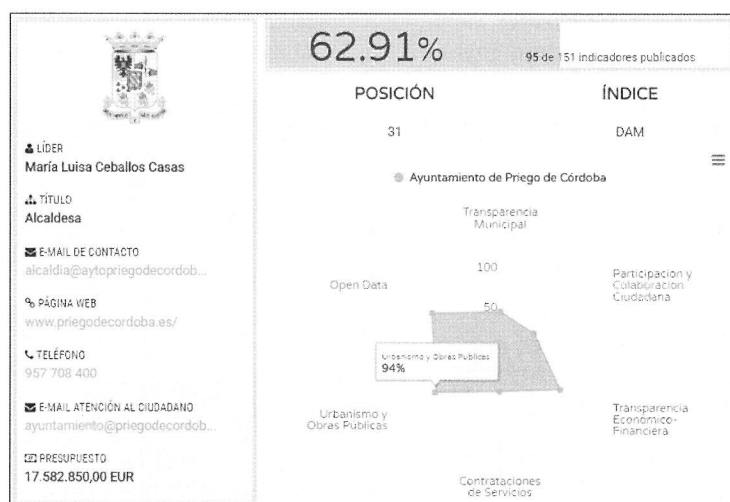 LÍDER
María Luisa Ceballos Casas
TÍTULO
Alcaldesa
E-MAIL DE CONTACTO
alcaldia@aytopriegodecordob...
PÁGINA WEB
www.priegodecordoba.es/
TELÉFONO
957 708 400
E-MAIL ATENCIÓN AL CIUDADANO
ayuntamiento@priegodecordob...
PRESUPUESTO
17.582.850,00 EUR
62.91%
95 de 151 indicadores publicados
POSICIÓN
ÍNDICE
31
DAM
Ayuntamiento de Priego de Córdoba
Transparencia
Municipal
100
50
Open Data
Participación y
Colaboración
Ciudadana
Urbanismo y Obras Públicas
94%
Urbanismo y
Obras Públicas
Transparencia
Económico-
Financiera
Contrataciones
de Servicios